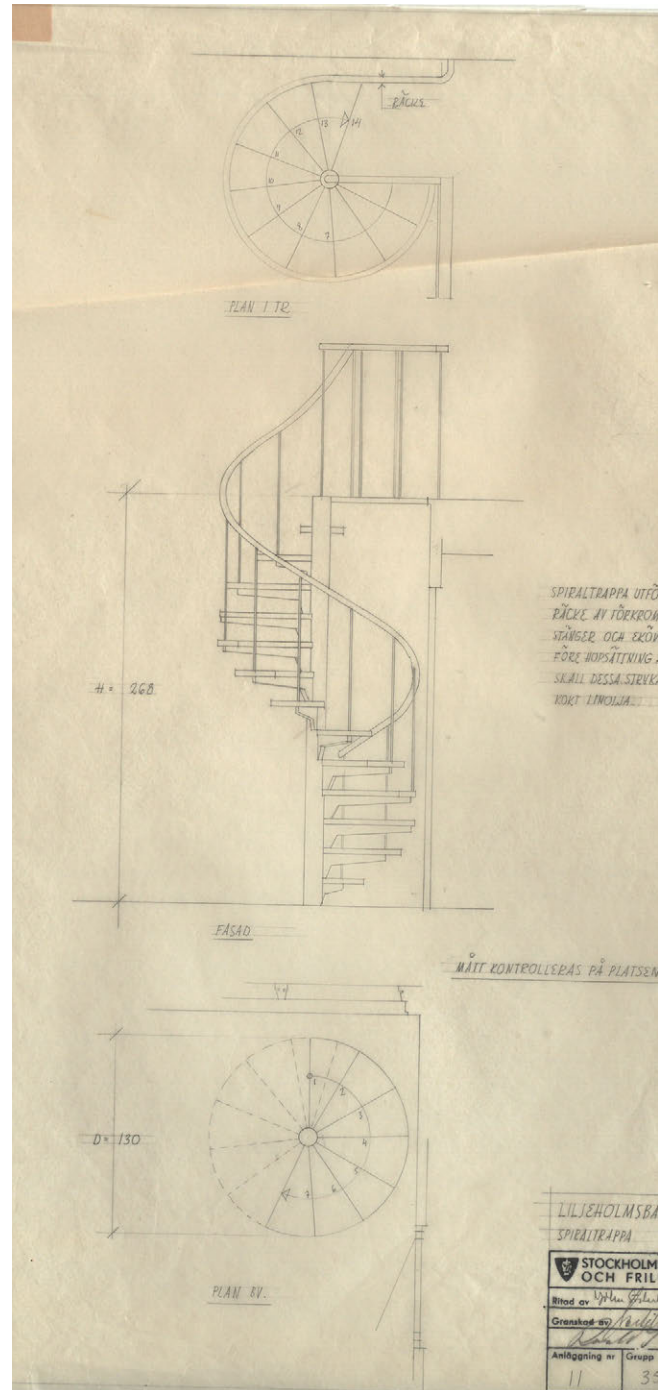 RÄCKE
14
13
12
11
10
9
8
7
PLAN 1 TR
H = 268
SPIRALTRAPPA UTFÖ
RÄCKE AV FÖRKROM
STÄNGER OCH EKÖV
FÖRE HOPSÄTTNING A
SKALL DESSA STRYKA
KOKT LINOLJA.
FASAD
MÅTT KONTROLLERAS PÅ PLATSEN
1
2
3
4
5
6
7
D= 130
PLAN BV.
LILJEHOLMSBA
SPIRALTRAPPA
STOCKHOLM
OCH FRIL
Ritad av
Granskad av
Anläggning nr Grupp
11 35